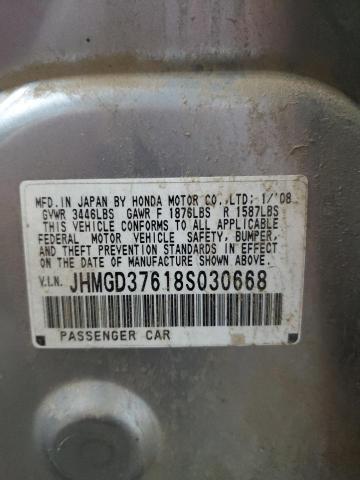 MFD.IN JAPAN BY HONDA MOTOR CO.,LTD: 1/'08
GVWR 3446LBS GAWR F 1876LBS R 1587LBS
THIS VEHICLE CONFORMS TO ALL APPLICABLE
FEDERAL MOTOR VEHICLE SAFETY, BUMPER,
AND THEFT PREVENTION STANDARDS IN EFFECT
ON THE DATE OF MANUFACTURE SHOWN ABOVE.
V.I.N. JHMGD37618S030668
PASSENGER CAR